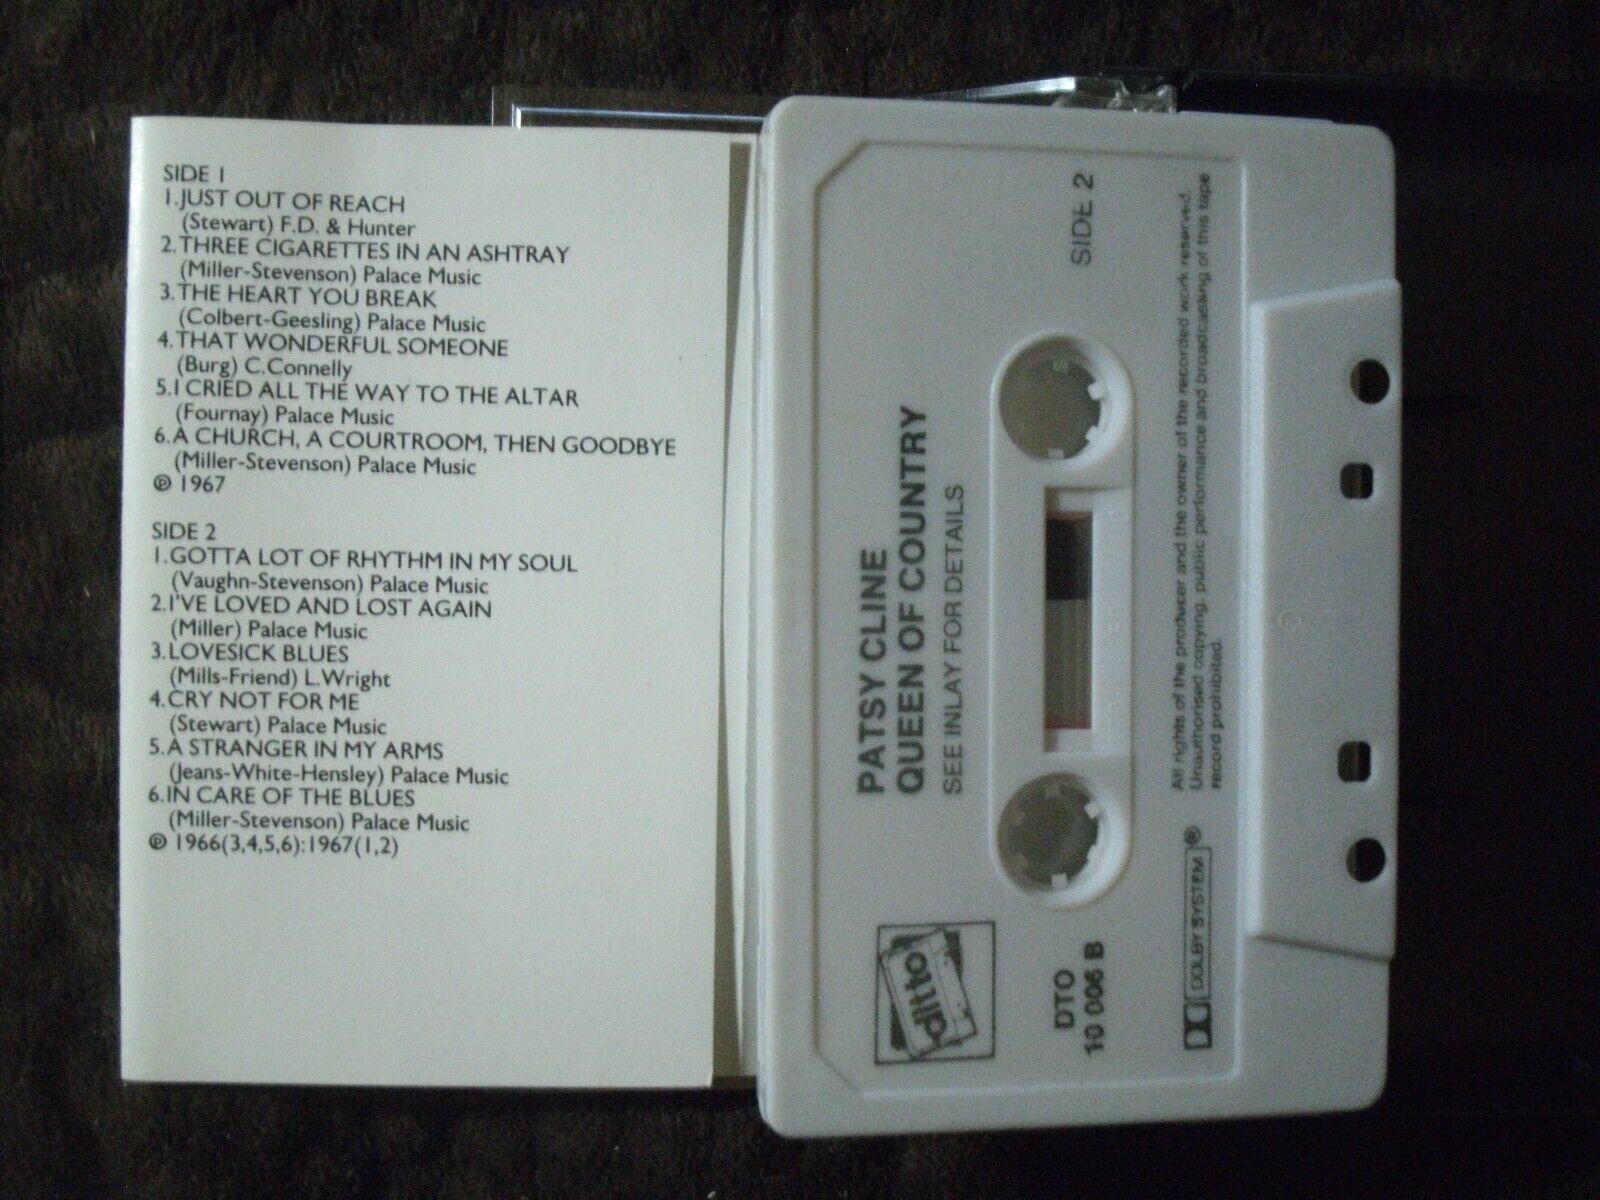 SIDE 1
1.JUST OUT OF REACH
(Stewart) F.D. & Hunter
2.THREE CIGARETTES IN AN ASHTRAY
(Miller-Stevenson) Palace Music
3.THE HEART YOU BREAK
(Colbert-Geesling) Palace Music
4.THAT WONDERFUL SOMEONE
(Burg) C.Connelly
5.I CRIED ALL THE WAY TO THE ALTAR
(Fournay) Palace Music
6.A CHURCH, A COURTROOM, THEN GOODBYE
(Miller-Stevenson) Palace Music
℗ 1967
SIDE 2
1.GOTTA LOT OF RHYTHM IN MY SOUL
(Vaughn-Stevenson) Palace Music
2.I'VE LOVED AND LOST AGAIN
(Miller) Palace Music
3.LOVESICK BLUES
(Mills-Friend) L.Wright
4.CRY NOT FOR ME
(Stewart) Palace Music
5.A STRANGER IN MY ARMS
(Jeans-White-Hensley) Palace Music
6.IN CARE OF THE BLUES
(Miller-Stevenson) Palace Music
℗ 1966(3,4,5,6):1967(1,2)
PATSY CLINE
QUEEN OF COUNTRY
SEE INLAY FOR DETAILS
SIDE 2
ditto
DTO
10 006 B
DOLBY SYSTEM®
All rights of the producer and the owner of the recorded work reserved.
Unauthorised copying, public performance and broadcasting of this tape
record prohibited.